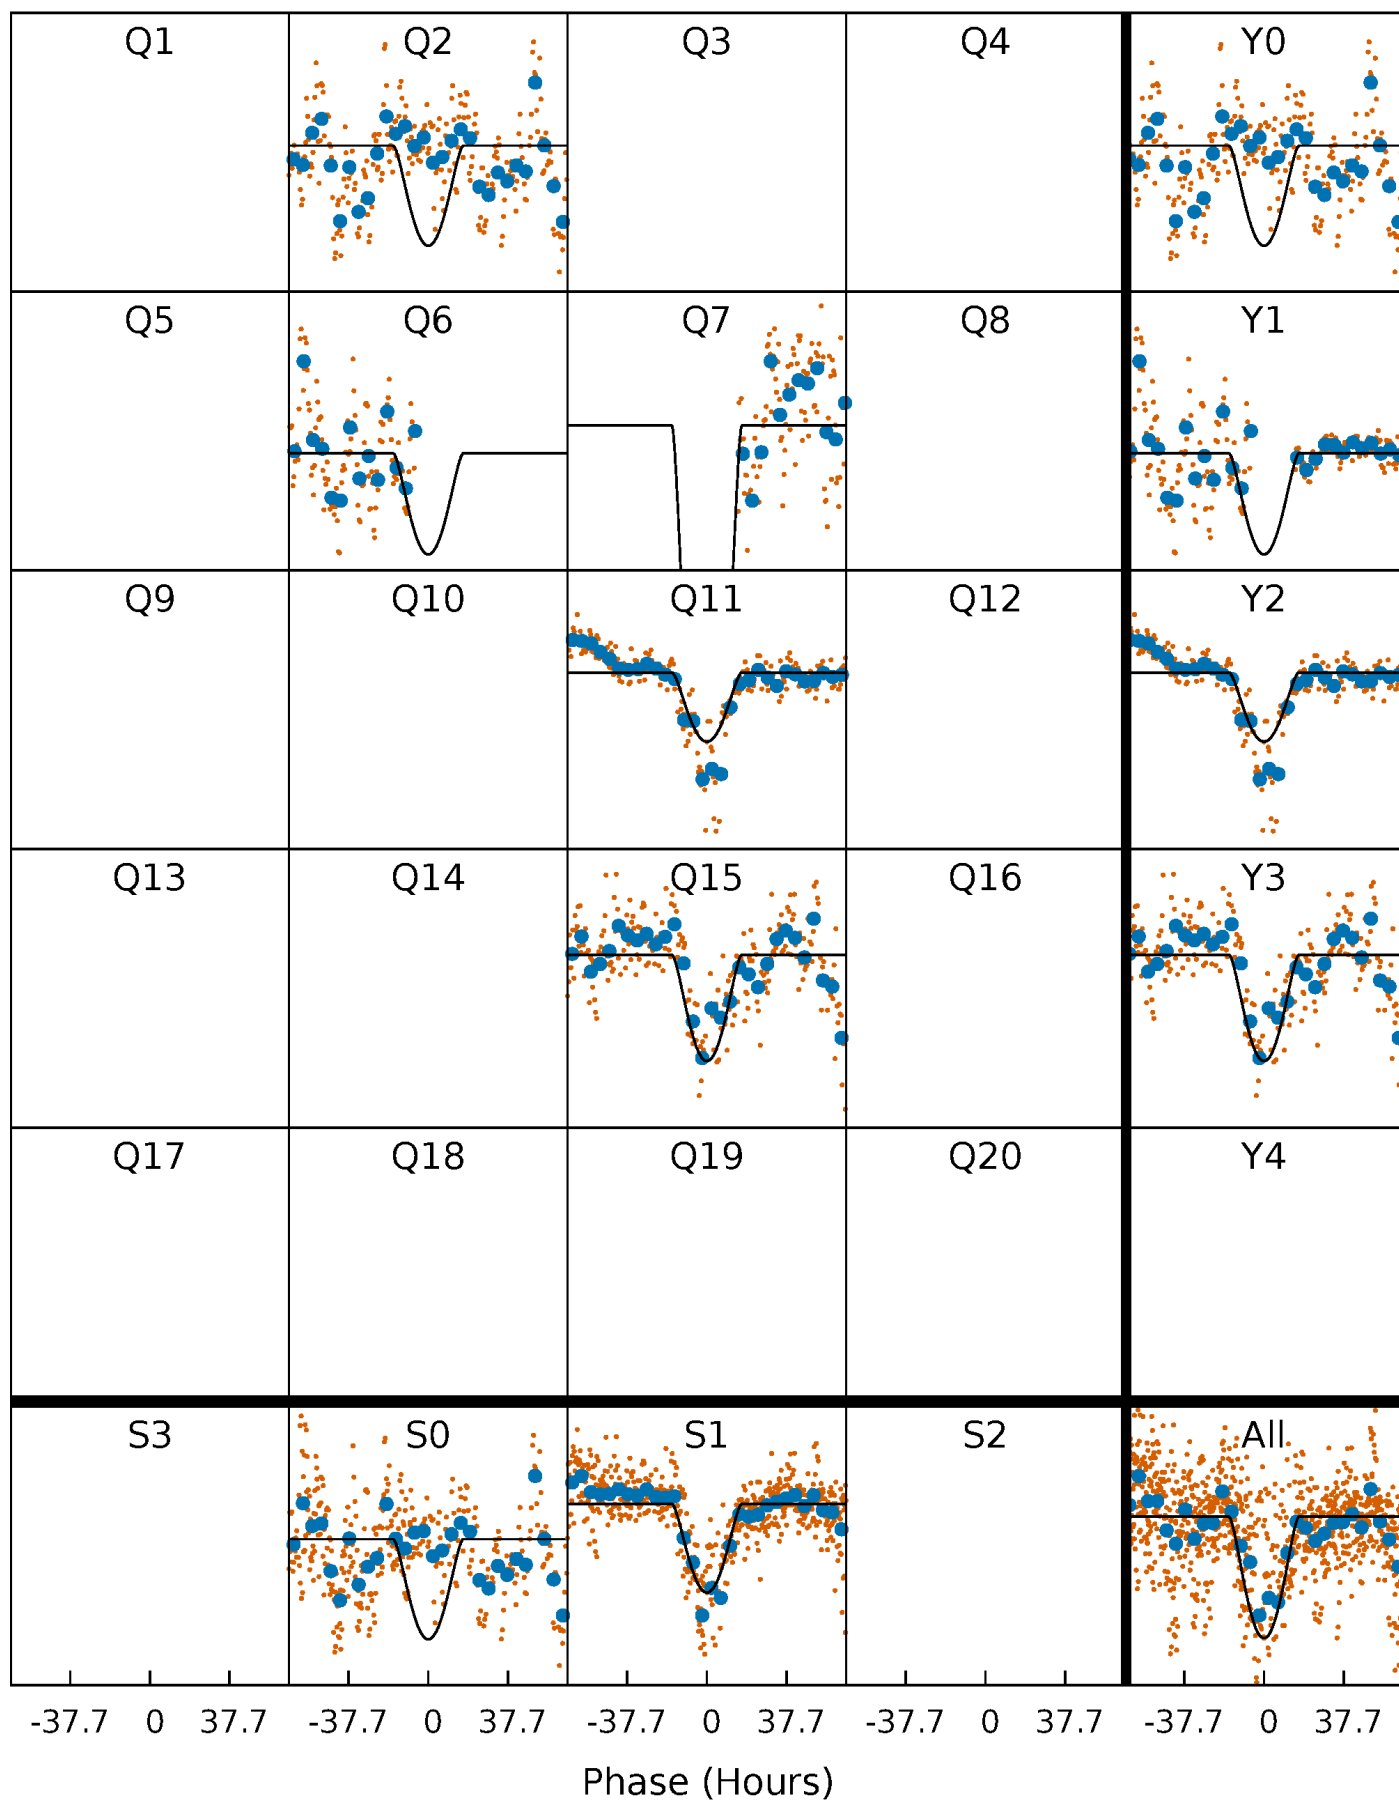 Q1 Q2 Q3 Q4 Y0
Q5 Q6 Q7 Q8 Y1
Q9 Q10 Q11 Q12 Y2
Q13 Q14 Q15 Q16 Y3
Q17 Q18 Q19 Q20 Y4
S3 S0 S1 S2 All
-37.7 0 37.7 -37.7 0 37.7 -37.7 0 37.7 -37.7 0 37.7 -37.7 0 37.7
Phase (Hours)